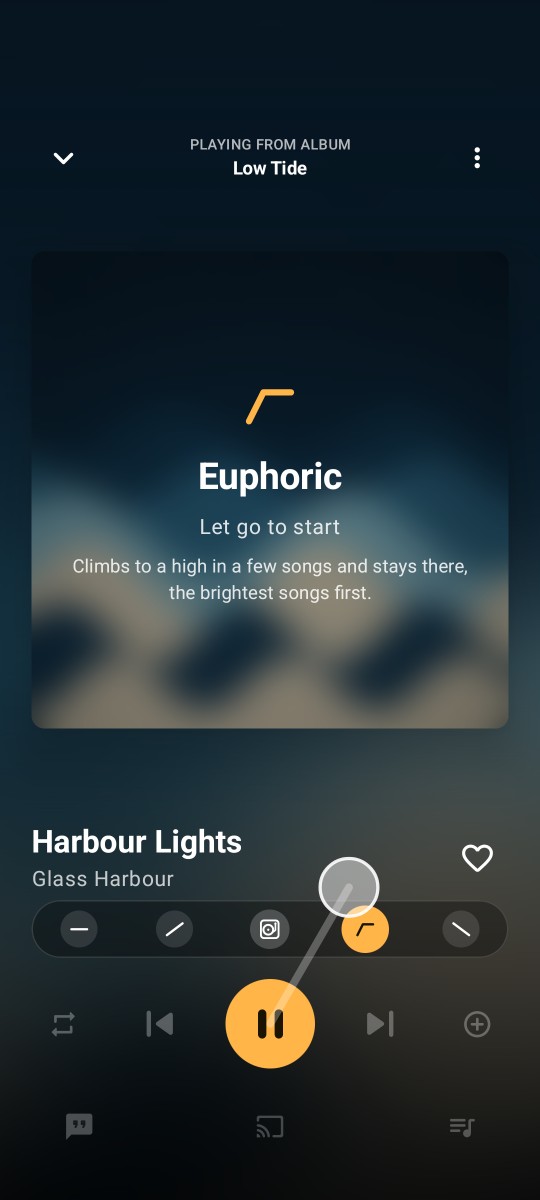 PLAYING FROM ALBUM
Low Tide
Euphoric
Let go to start
Climbs to a high in a few songs and stays there,
the brightest songs first.
Harbour Lights
Glass Harbour